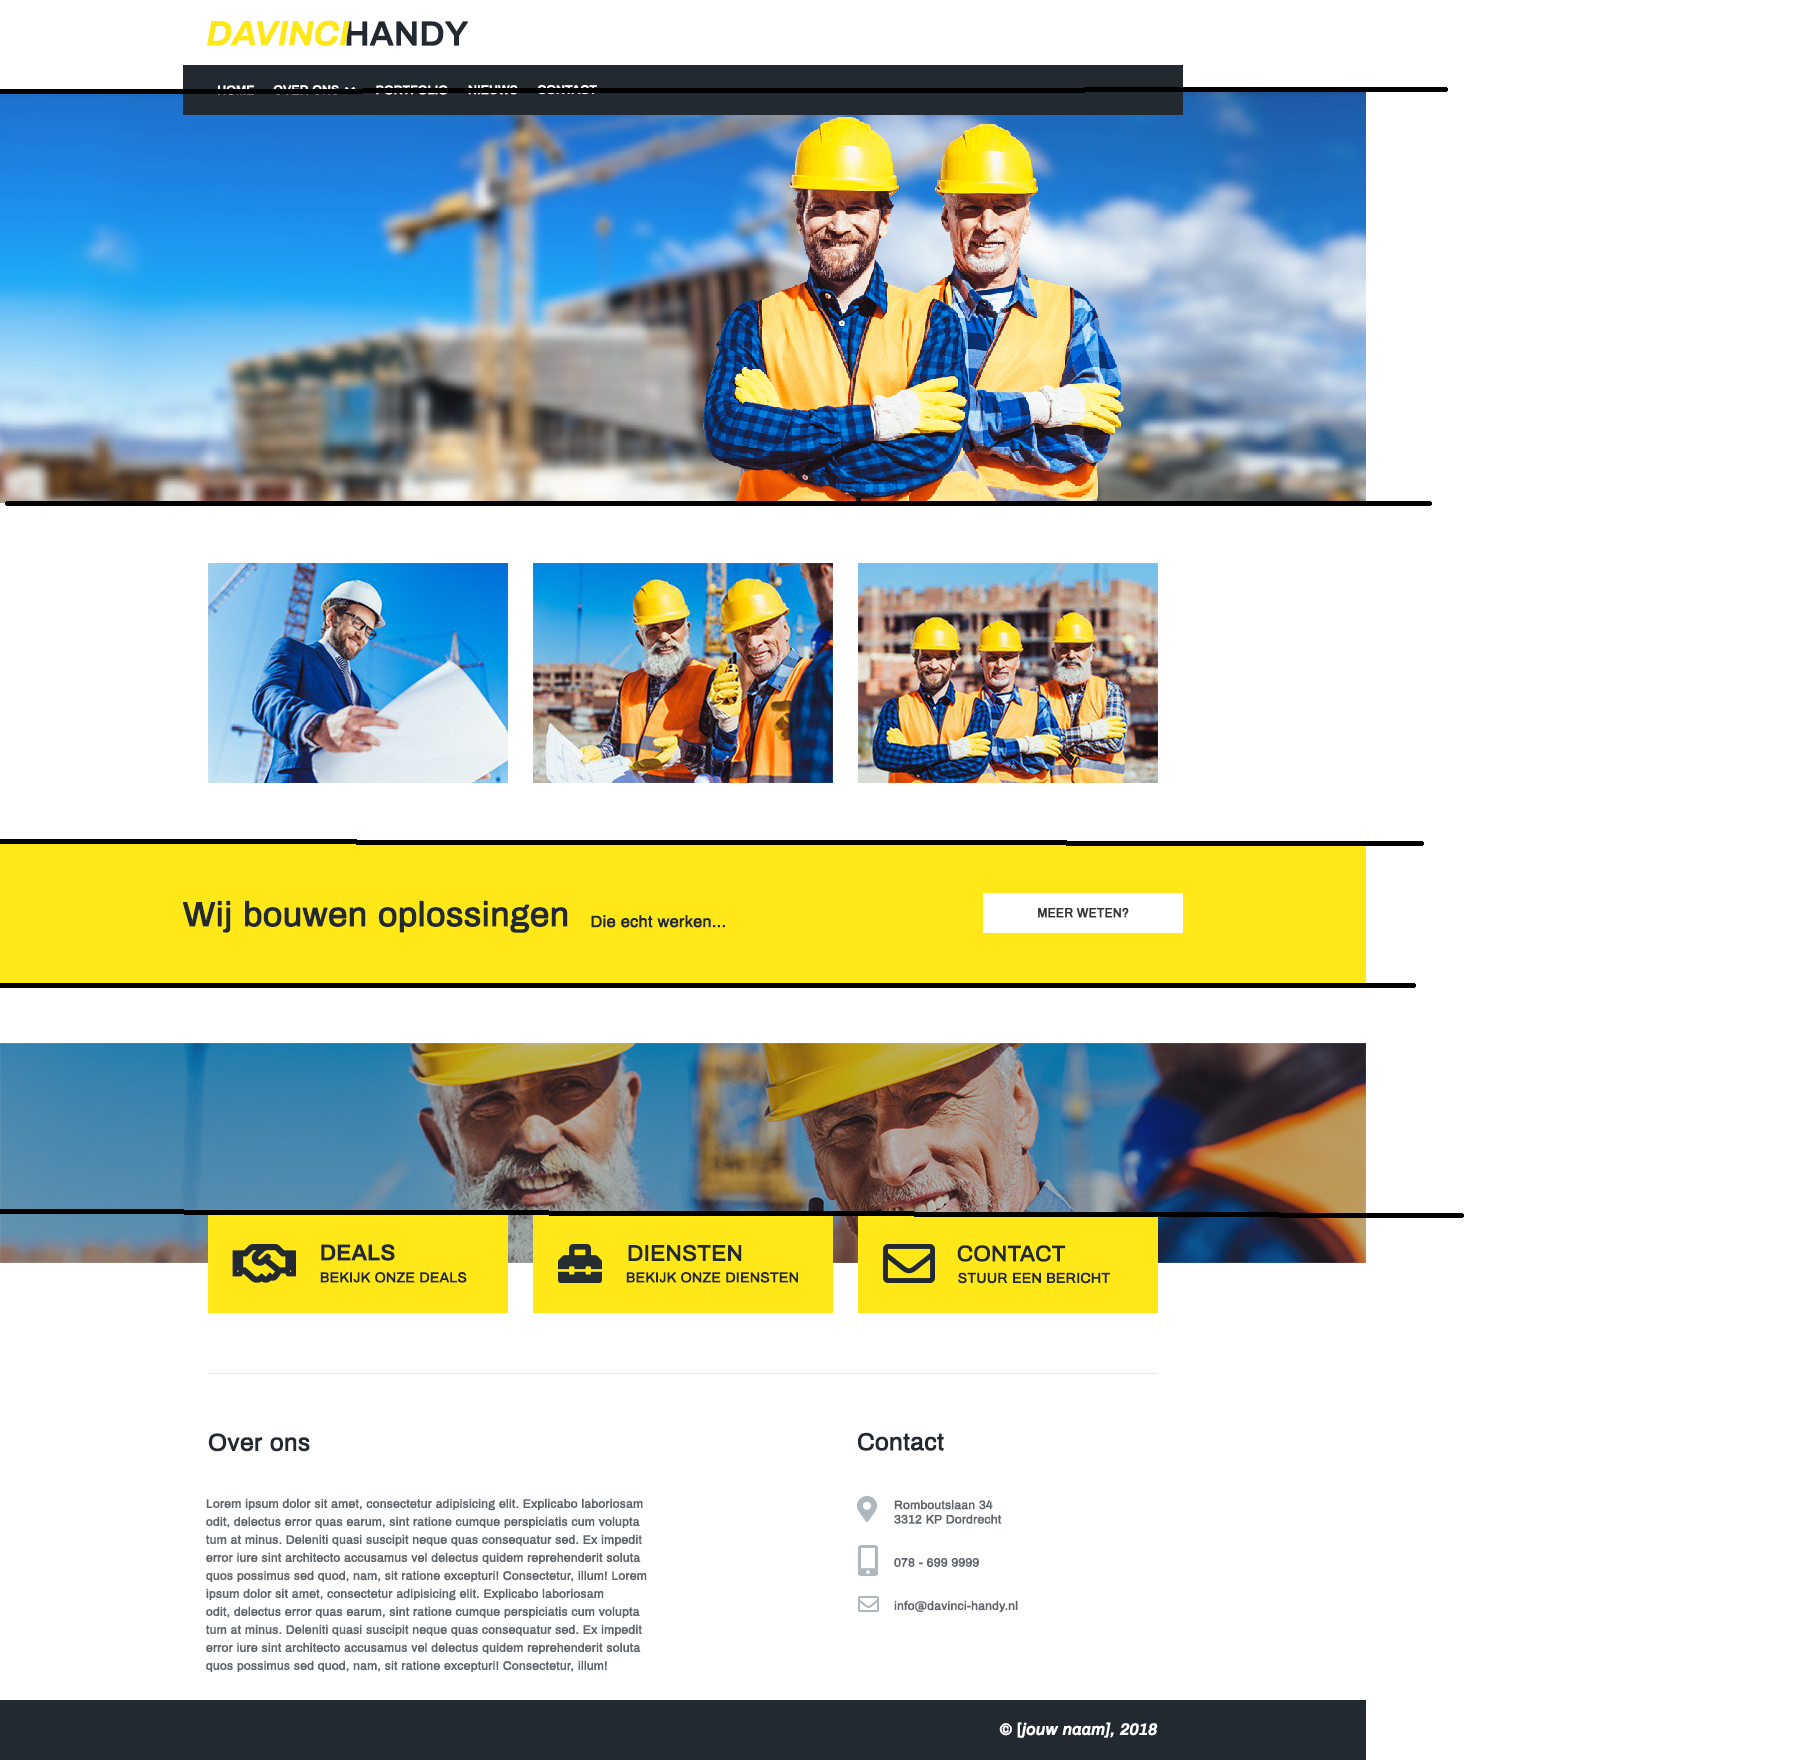 DAVINCIHANDY
HOME OVER ONS PORTFOLIO NIEUWS CONTACT
Wij bouwen oplossingen Die echt werken...
MEER WETEN?
DEALS
BEKIJK ONZE DEALS
DIENSTEN
BEKIJK ONZE DIENSTEN
CONTACT
STUUR EEN BERICHT
Over ons
Lorem ipsum dolor sit amet, consectetur adipisicing elit. Explicabo laboriosam
odit, delectus error quas earum, sint ratione cumque perspiciatis cum volupta
tum at minus. Deleniti quasi suscipit neque quas consequatur sed. Ex impedit
error iure sint architecto accusamus vel delectus quidem reprehenderit soluta
quos possimus sed quod, nam, sit ratione excepturi! Consectetur, illum! Lorem
ipsum dolor sit amet, consectetur adipisicing elit. Explicabo laboriosam
odit, delectus error quas earum, sint ratione cumque perspiciatis cum volupta
tum at minus. Deleniti quasi suscipit neque quas consequatur sed. Ex impedit
error iure sint architecto accusamus vel delectus quidem reprehenderit soluta
quos possimus sed quod, nam, sit ratione excepturi! Consectetur, illum!
Contact
Romboutslaan 34
3312 KP Dordrecht
078 - 699 9999
info@davinci-handy.nl
© [jouw naam], 2018